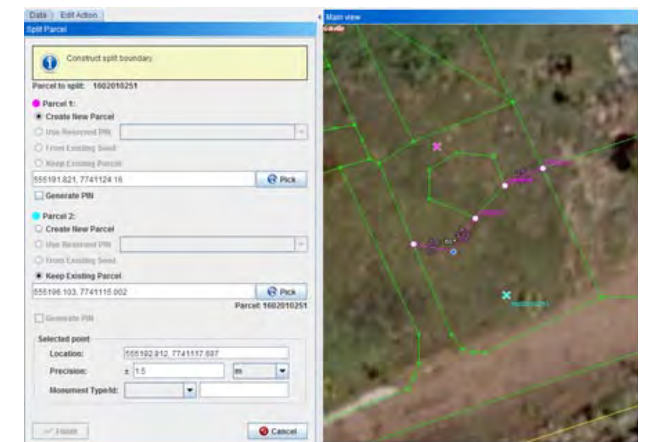 Data Edit Action
Split Parcel
Construct split boundary.
Parcel to split: 1602010251
Parcel 1:
Create New Parcel
Use Reserved PIN
From Existing Seed
Keep Existing Parcel
555191.821, 7741124.16
Pick
Generate PIN
Parcel 2:
Create New Parcel
Use Reserved PIN
From Existing Seed
Keep Existing Parcel
555196.103, 7741115.002
Pick
Parcel: 1602010251
Generate PIN
Selected point
Location: 555192.912, 7741117.697
Precision: ± 1.5 m
Monument Type/Id:
Finish
Cancel
Main view